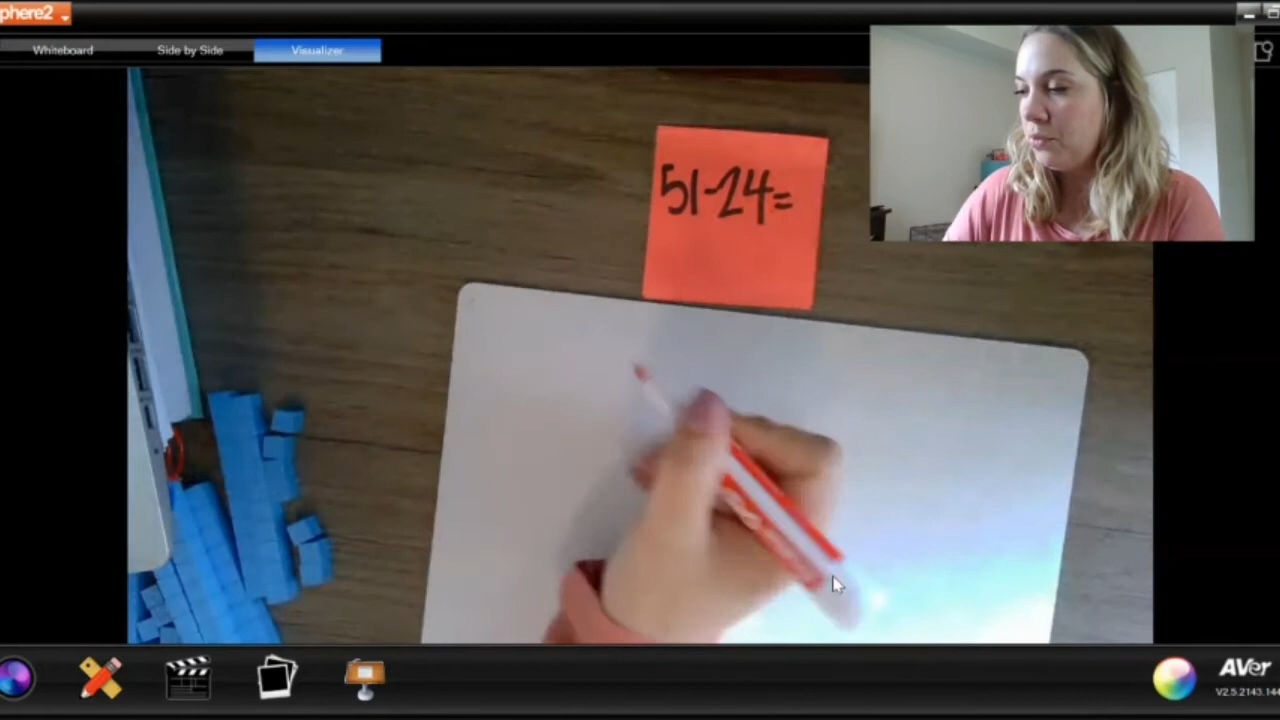 phere2
Whiteboard
Side by Side
Visualizer
51-24=
AVer
V2.5.2143.144